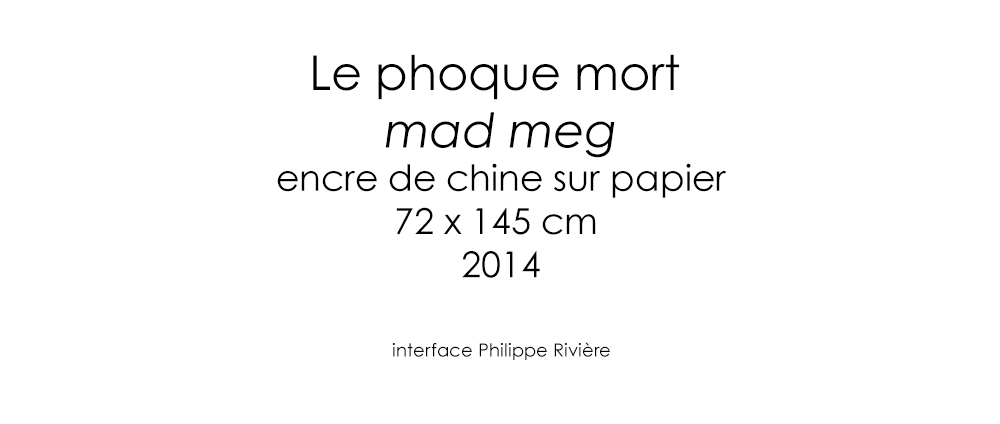 Le phoque mort
mad meg
encre de chine sur papier
72 x 145 cm
2014
interface Philippe Rivière